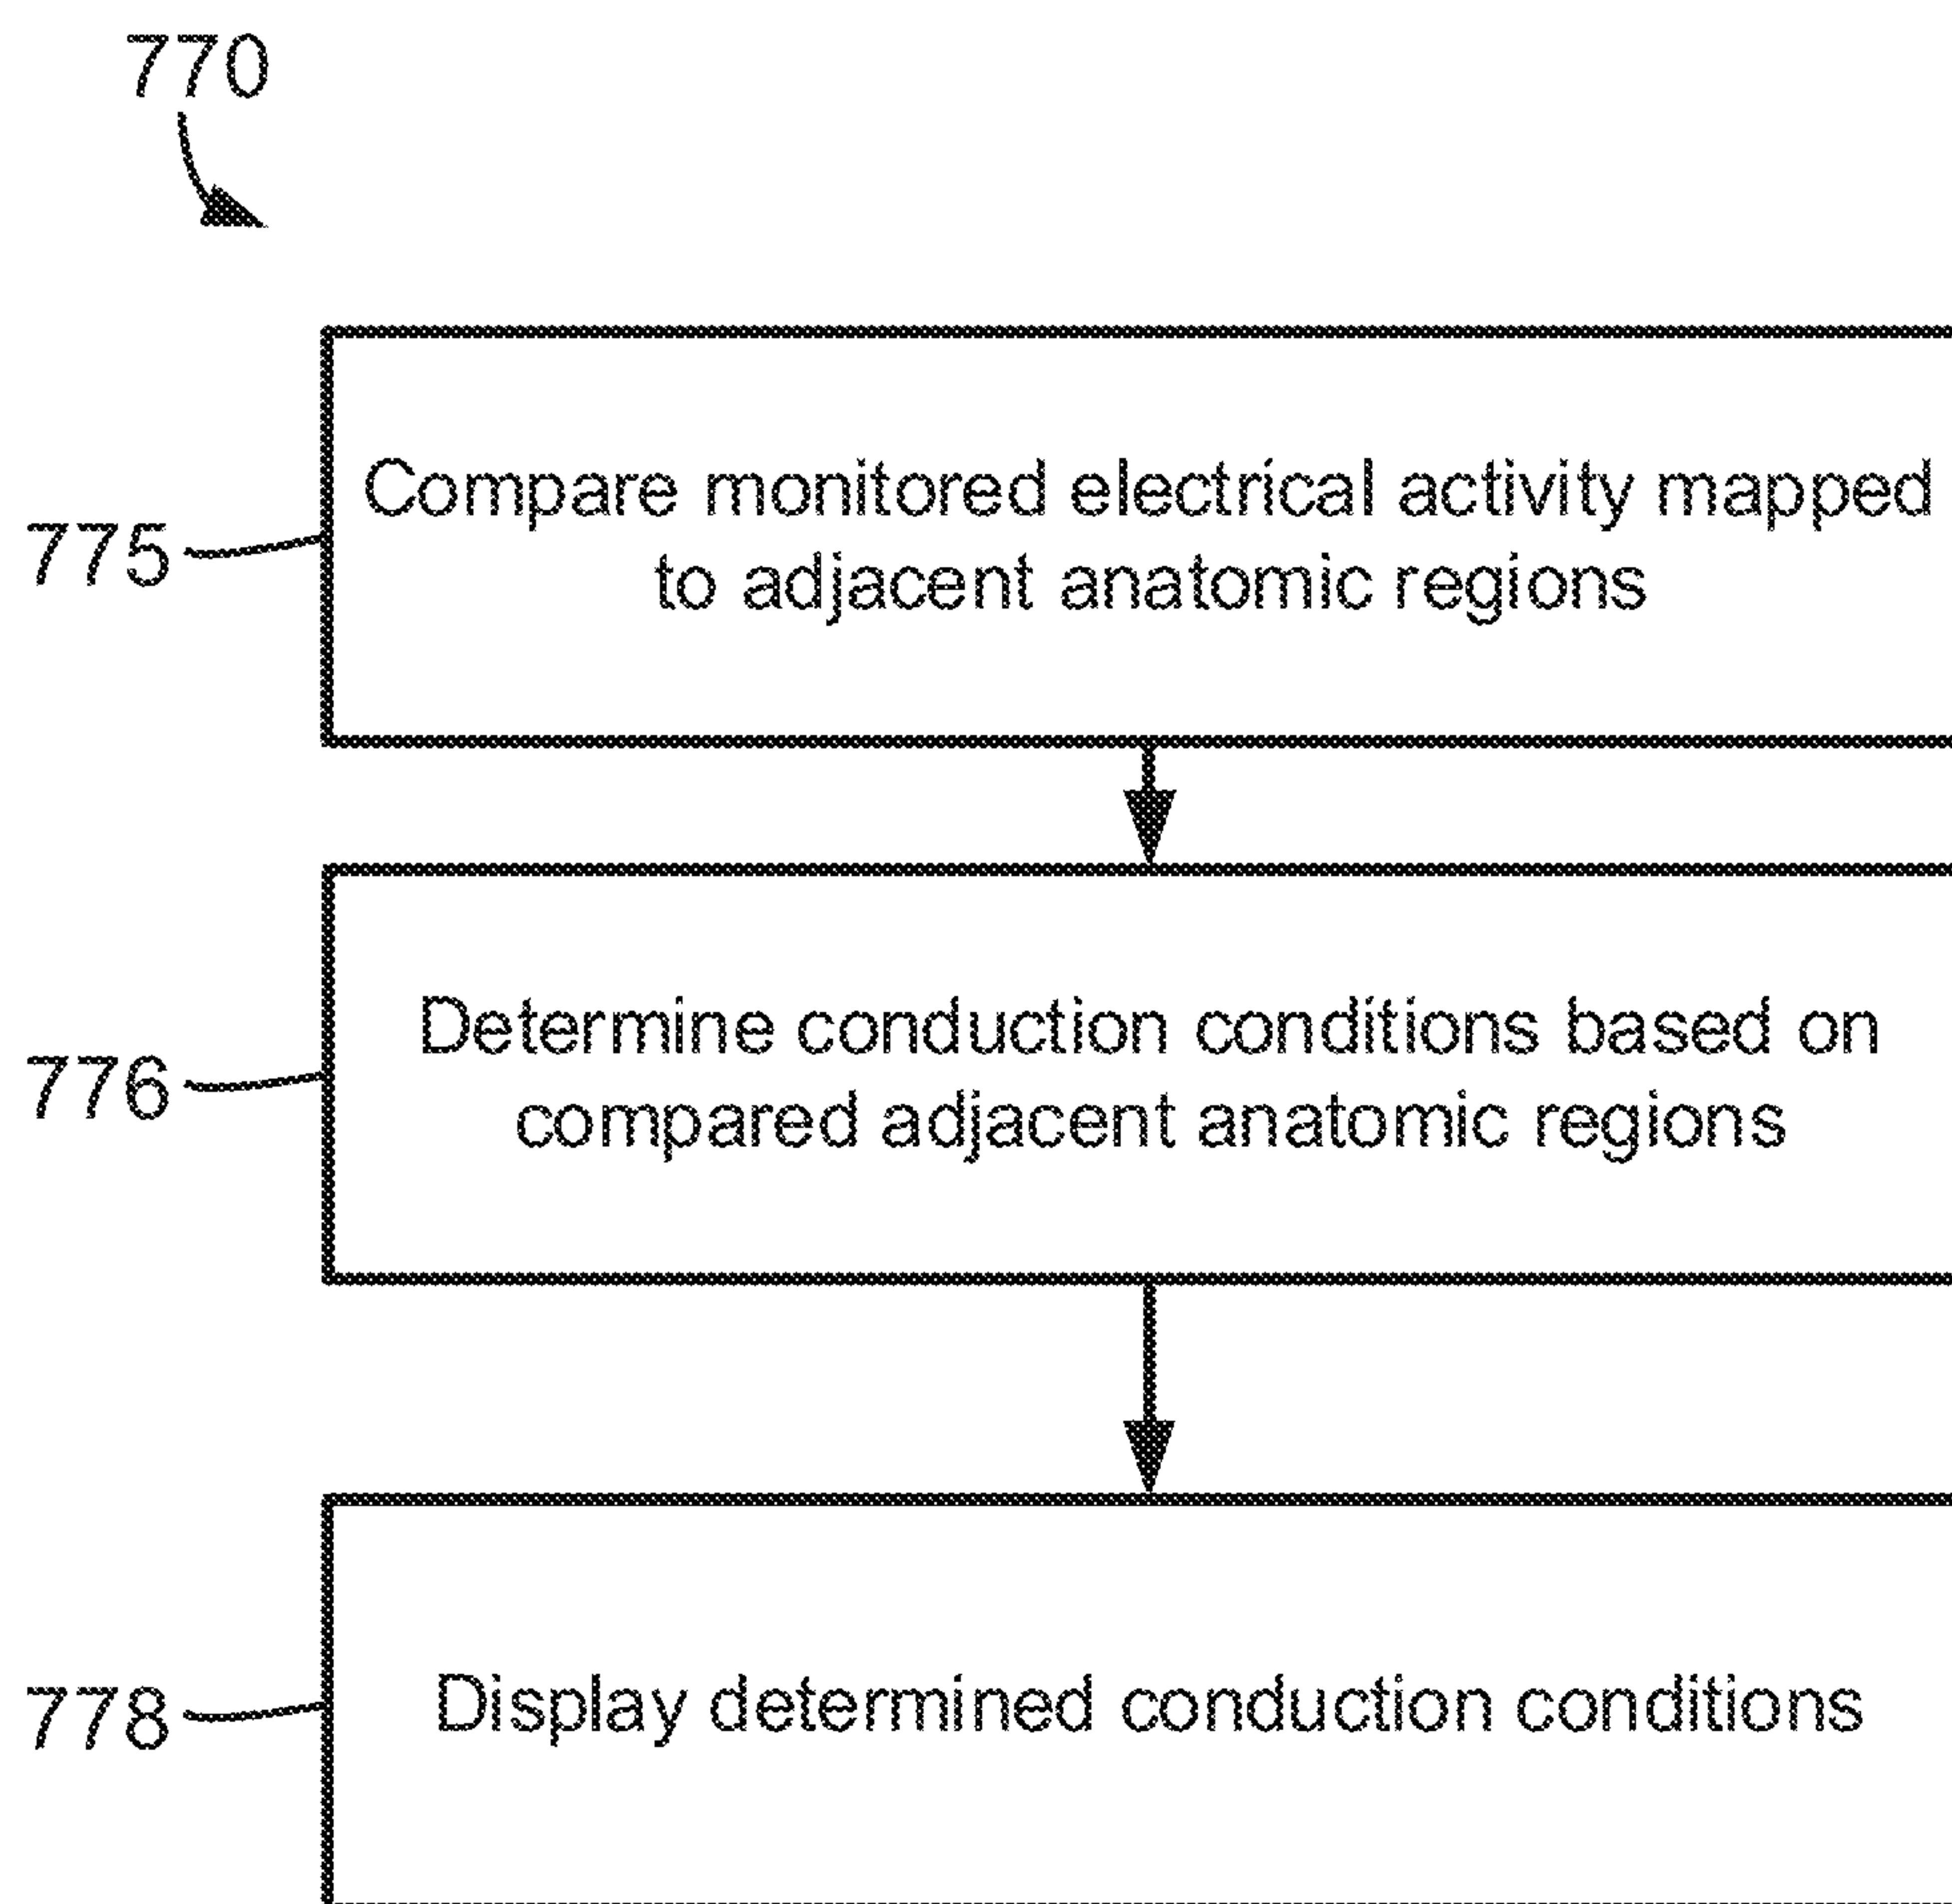 770
775
Compare monitored electrical activity mapped
to adjacent anatomic regions
776
Determine conduction conditions based on
compared adjacent anatomic regions
778
Display determined conduction conditions